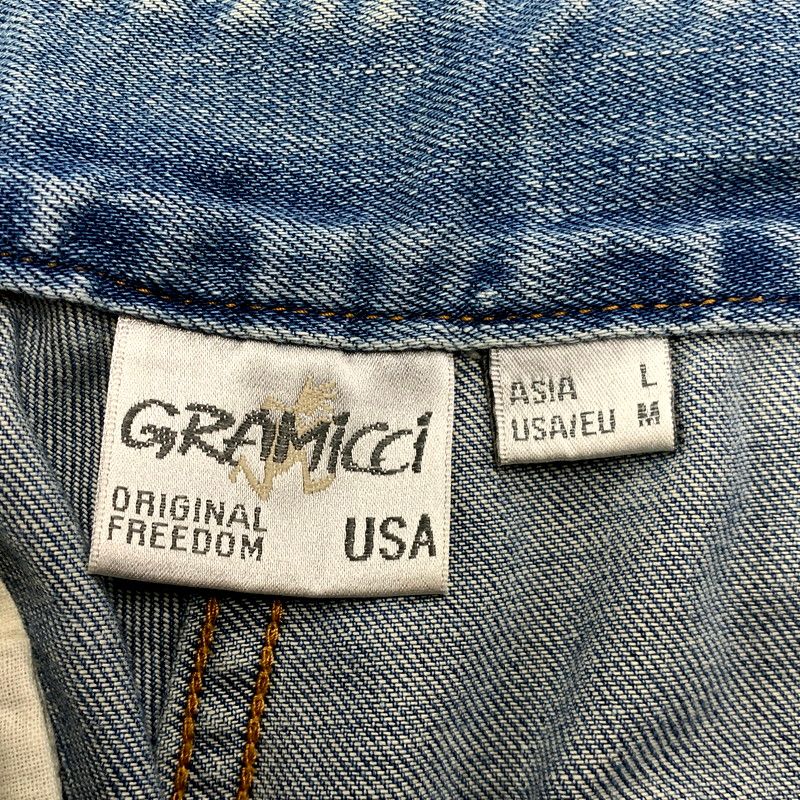 GRAMICCI
ORIGINAL
FREEDOM
USA
ASIA L
USA/EU M